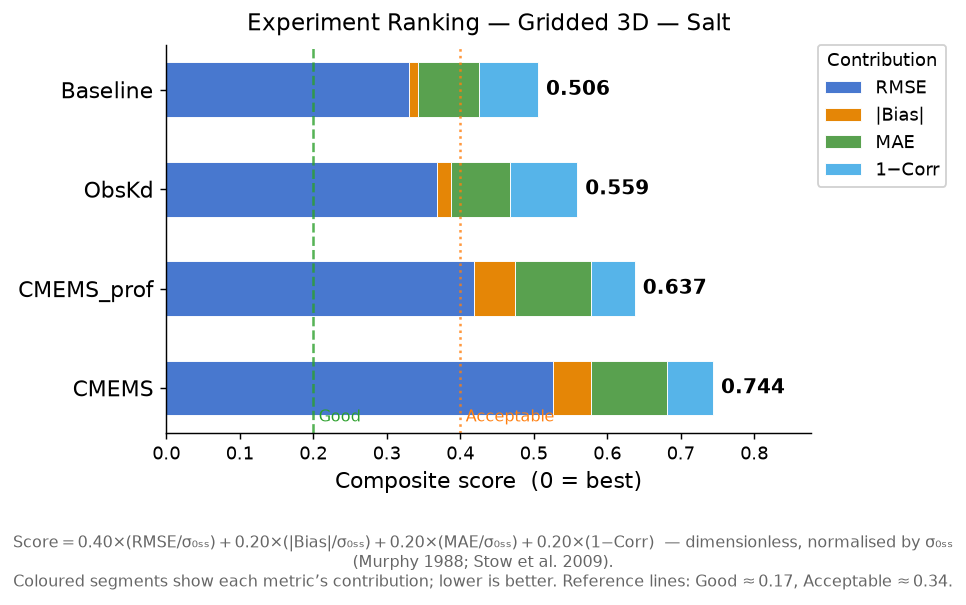 Experiment Ranking — Gridded 3D — Salt
Contribution
RMSE
|Bias|
MAE
1−Corr
Baseline
0.506
ObsKd
0.559
CMEMS_prof
0.637
CMEMS
0.744
Good
Acceptable
0.0 0.1 0.2 0.3 0.4 0.5 0.6 0.7 0.8
Composite score (0 = best)
Score = 0.40×(RMSE/σ₀ₛₛ) + 0.20×(|Bias|/σ₀ₛₛ) + 0.20×(MAE/σ₀ₛₛ) + 0.20×(1−Corr) — dimensionless, normalised by σ₀ₛₛ
(Murphy 1988; Stow et al. 2009).
Coloured segments show each metric’s contribution; lower is better. Reference lines: Good ≈ 0.17, Acceptable ≈ 0.34.